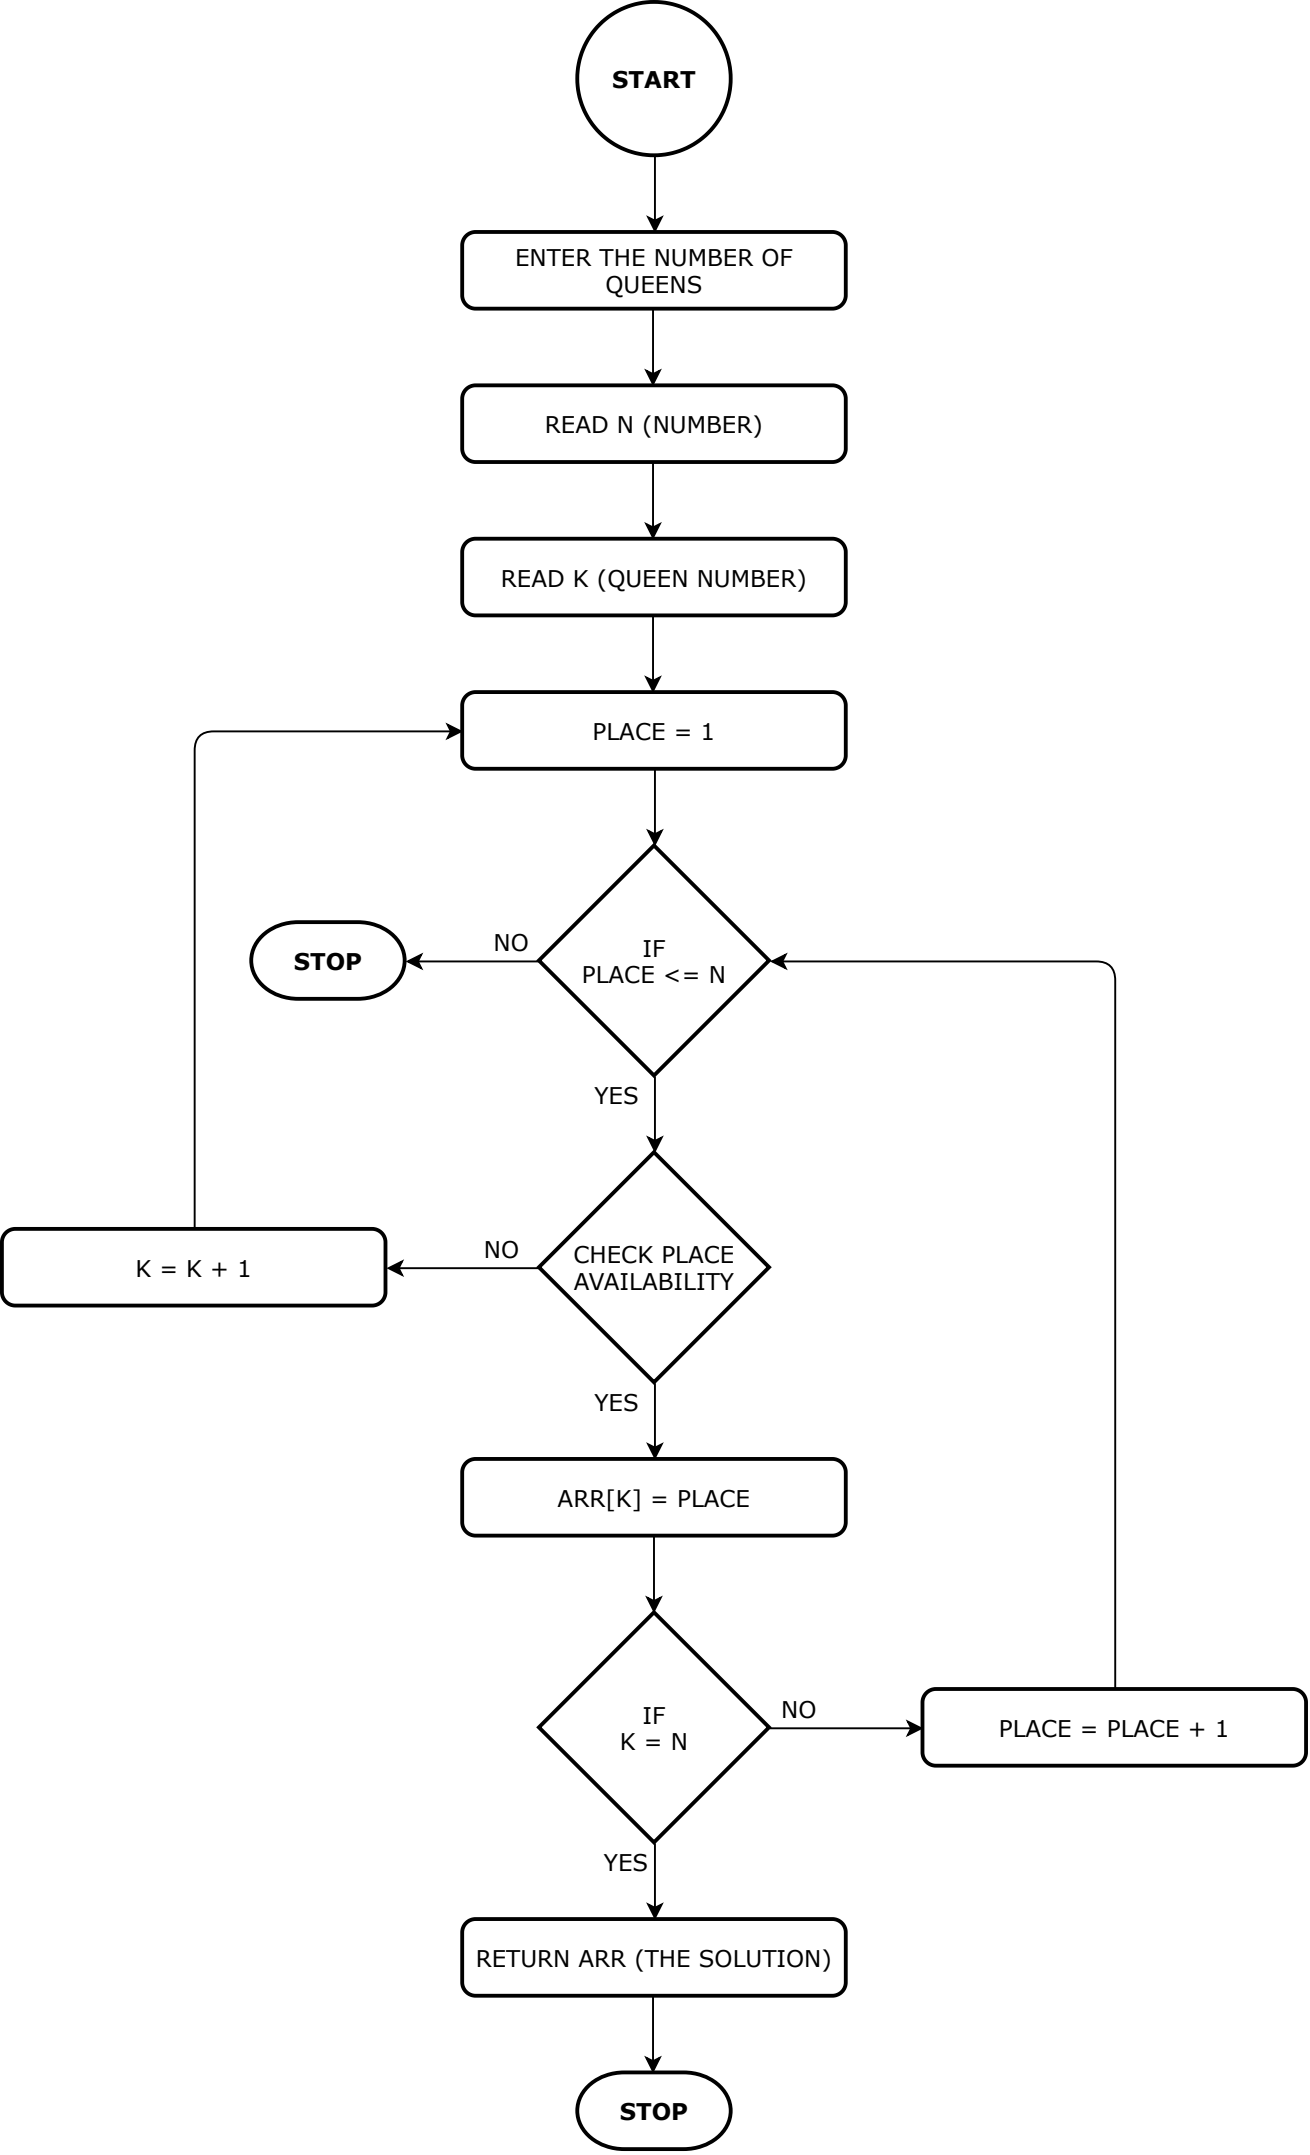 START
ENTER THE NUMBER OF
QUEENS
READ N (NUMBER)
READ K (QUEEN NUMBER)
PLACE = 1
IF
PLACE <= N
NO
STOP
YES
CHECK PLACE
AVAILABILITY
NO
K = K + 1
YES
ARR[K] = PLACE
IF
K = N
NO
PLACE = PLACE + 1
YES
RETURN ARR (THE SOLUTION)
STOP